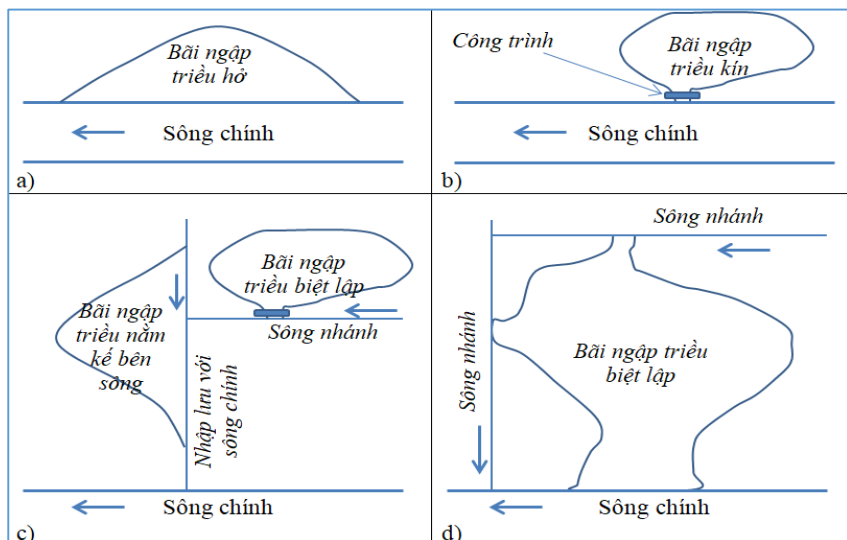 Bãi ngập
triều hở
Sông chính
a)
Công trình
Bãi ngập
triều kín
Sông chính
b)
Bãi ngập
triều biệt lập
Bãi ngập
triều nằm
kế bên
sông
Sông nhánh
Nhập lưu với
sông chính
Sông chính
c)
Sông nhánh
Sông nhánh
Bãi ngập triều
biệt lập
Sông chính
d)